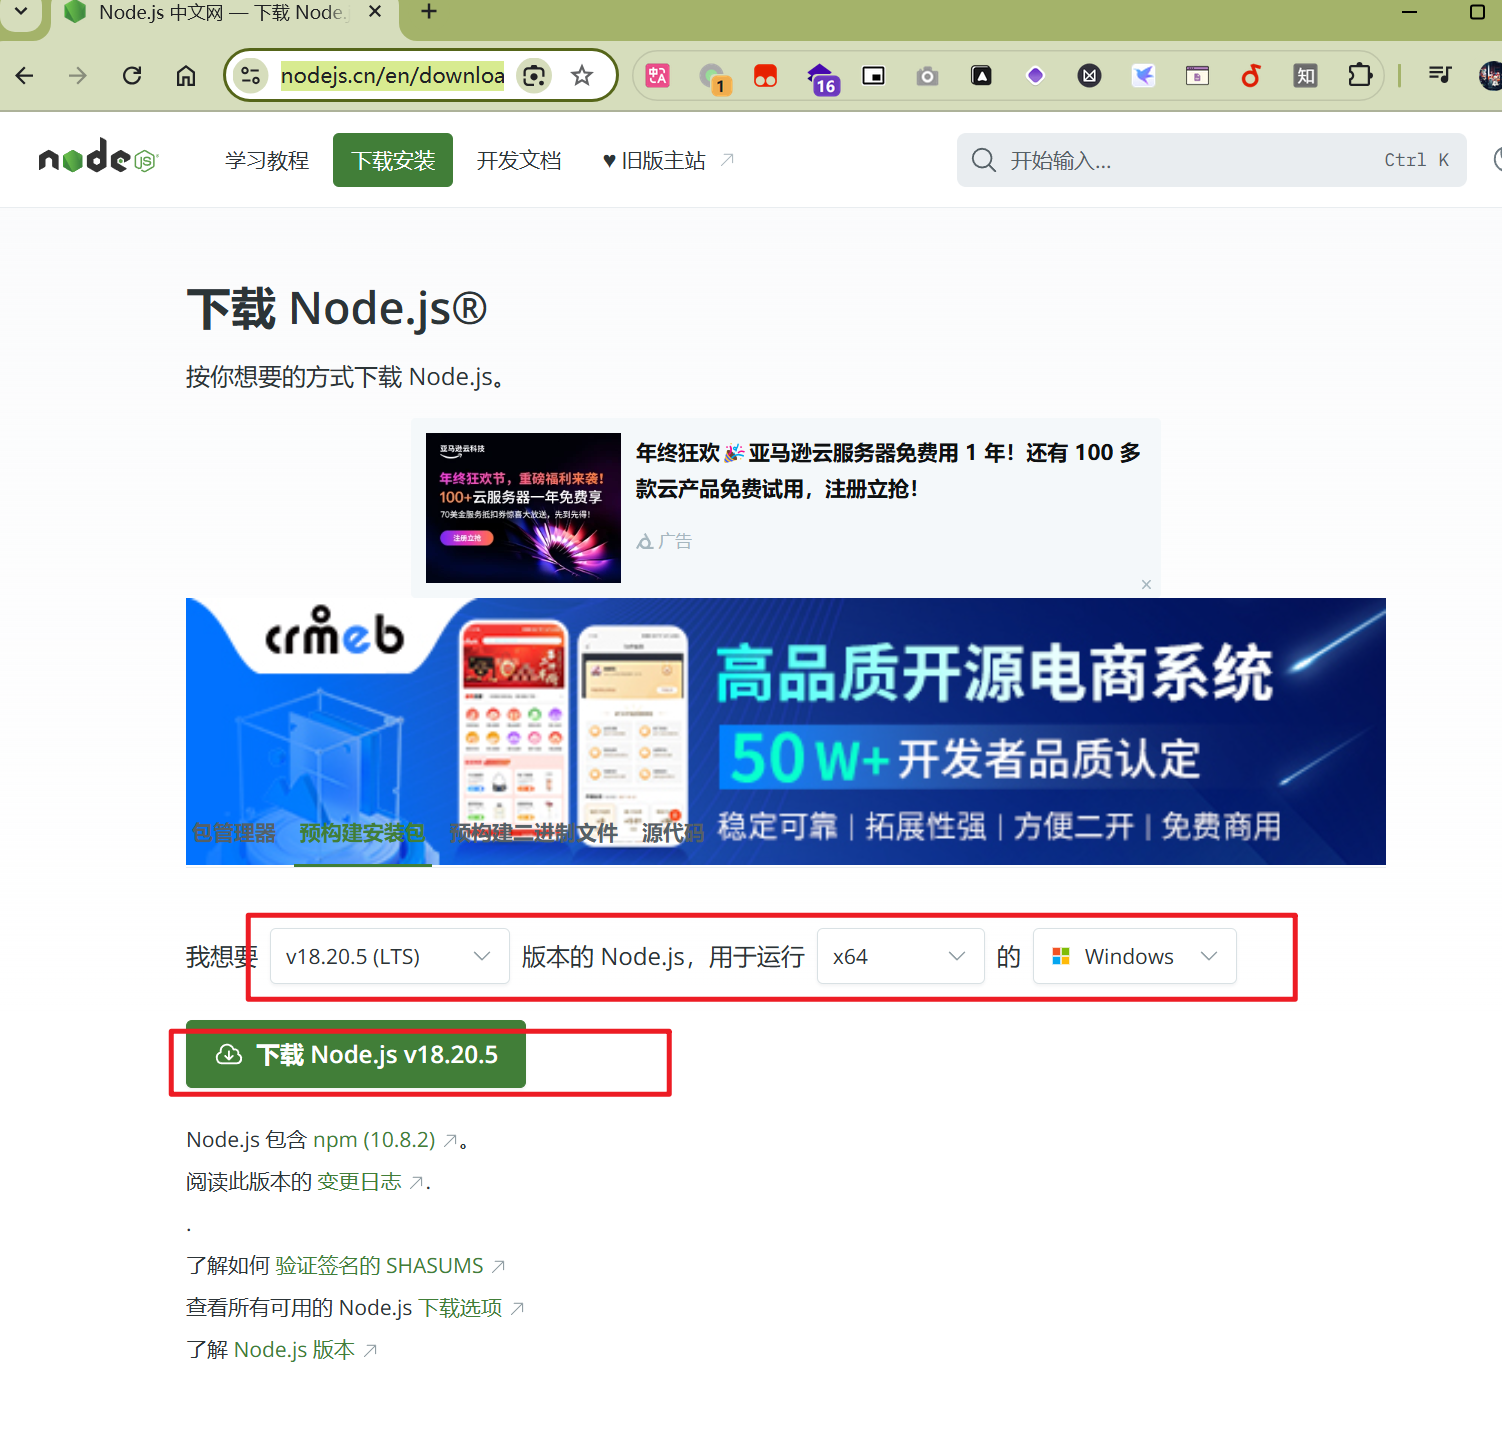 Node.js 中文网 — 下载 Node.j
nodejs.cn/en/downloa
1
16
知
node
JS
学习教程
下载安装
开发文档
♥ 旧版主站
开始输入...
Ctrl K
下载 Node.js®
按你想要的方式下载 Node.js。
亚马逊云科技
年终狂欢节，重磅福利来袭！
100+云服务器一年免费享
70美金服务抵扣券惊喜大放送，先到先得！
注册立抢
年终狂欢🎉亚马逊云服务器免费用 1 年！还有 100 多
款云产品免费试用，注册立抢！
广告
crmeb
高品质开源电商系统
50W+开发者品质认定
稳定可靠 | 拓展性强 | 方便二开 | 免费商用
包管理器
预构建安装包
预构建二进制文件
源代码
我想要 v18.20.5 (LTS) 版本的 Node.js，用于运行 x64 的 Windows
下载 Node.js v18.20.5
Node.js 包含 npm (10.8.2) ↗。
阅读此版本的 变更日志 ↗.
.
了解如何 验证签名的 SHASUMS ↗
查看所有可用的 Node.js 下载选项 ↗
了解 Node.js 版本 ↗